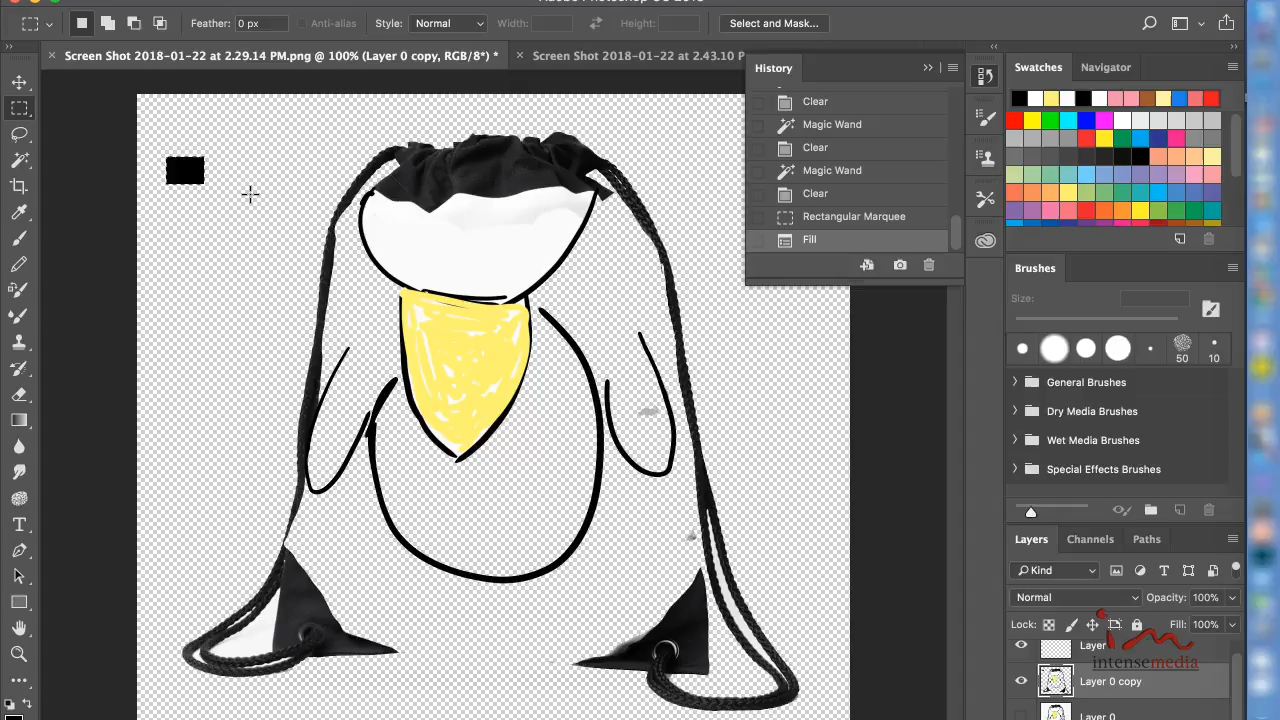 Feather: 0 px Anti-alias Style: Normal Width: Height: Select and Mask...
Screen Shot 2018-01-22 at 2.29.14 PM.png @ 100% (Layer 0 copy, RGB/8*) *
Screen Shot 2018-01-22 at 2.43.10 P
History
Clear
Magic Wand
Clear
Magic Wand
Clear
Rectangular Marquee
Fill
Swatches Navigator
Brushes
Size:
50 10
General Brushes
Dry Media Brushes
Wet Media Brushes
Special Effects Brushes
Layers Channels Paths
Kind
Normal Opacity: 100%
Lock: Fill: 100%
Layer
Layer 0 copy
Layer 0
im
intensemedia